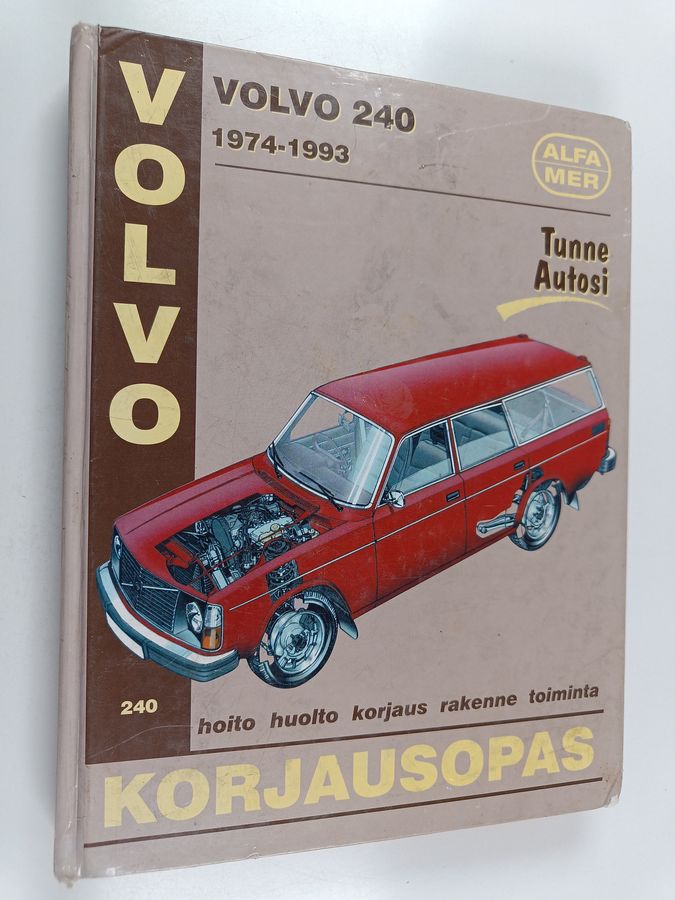 VOLVO
VOLVO 240
1974-1993
ALFA
MER
Tunne
Autosi
240
hoito huolto korjaus rakenne toiminta
KORJAUSOPAS